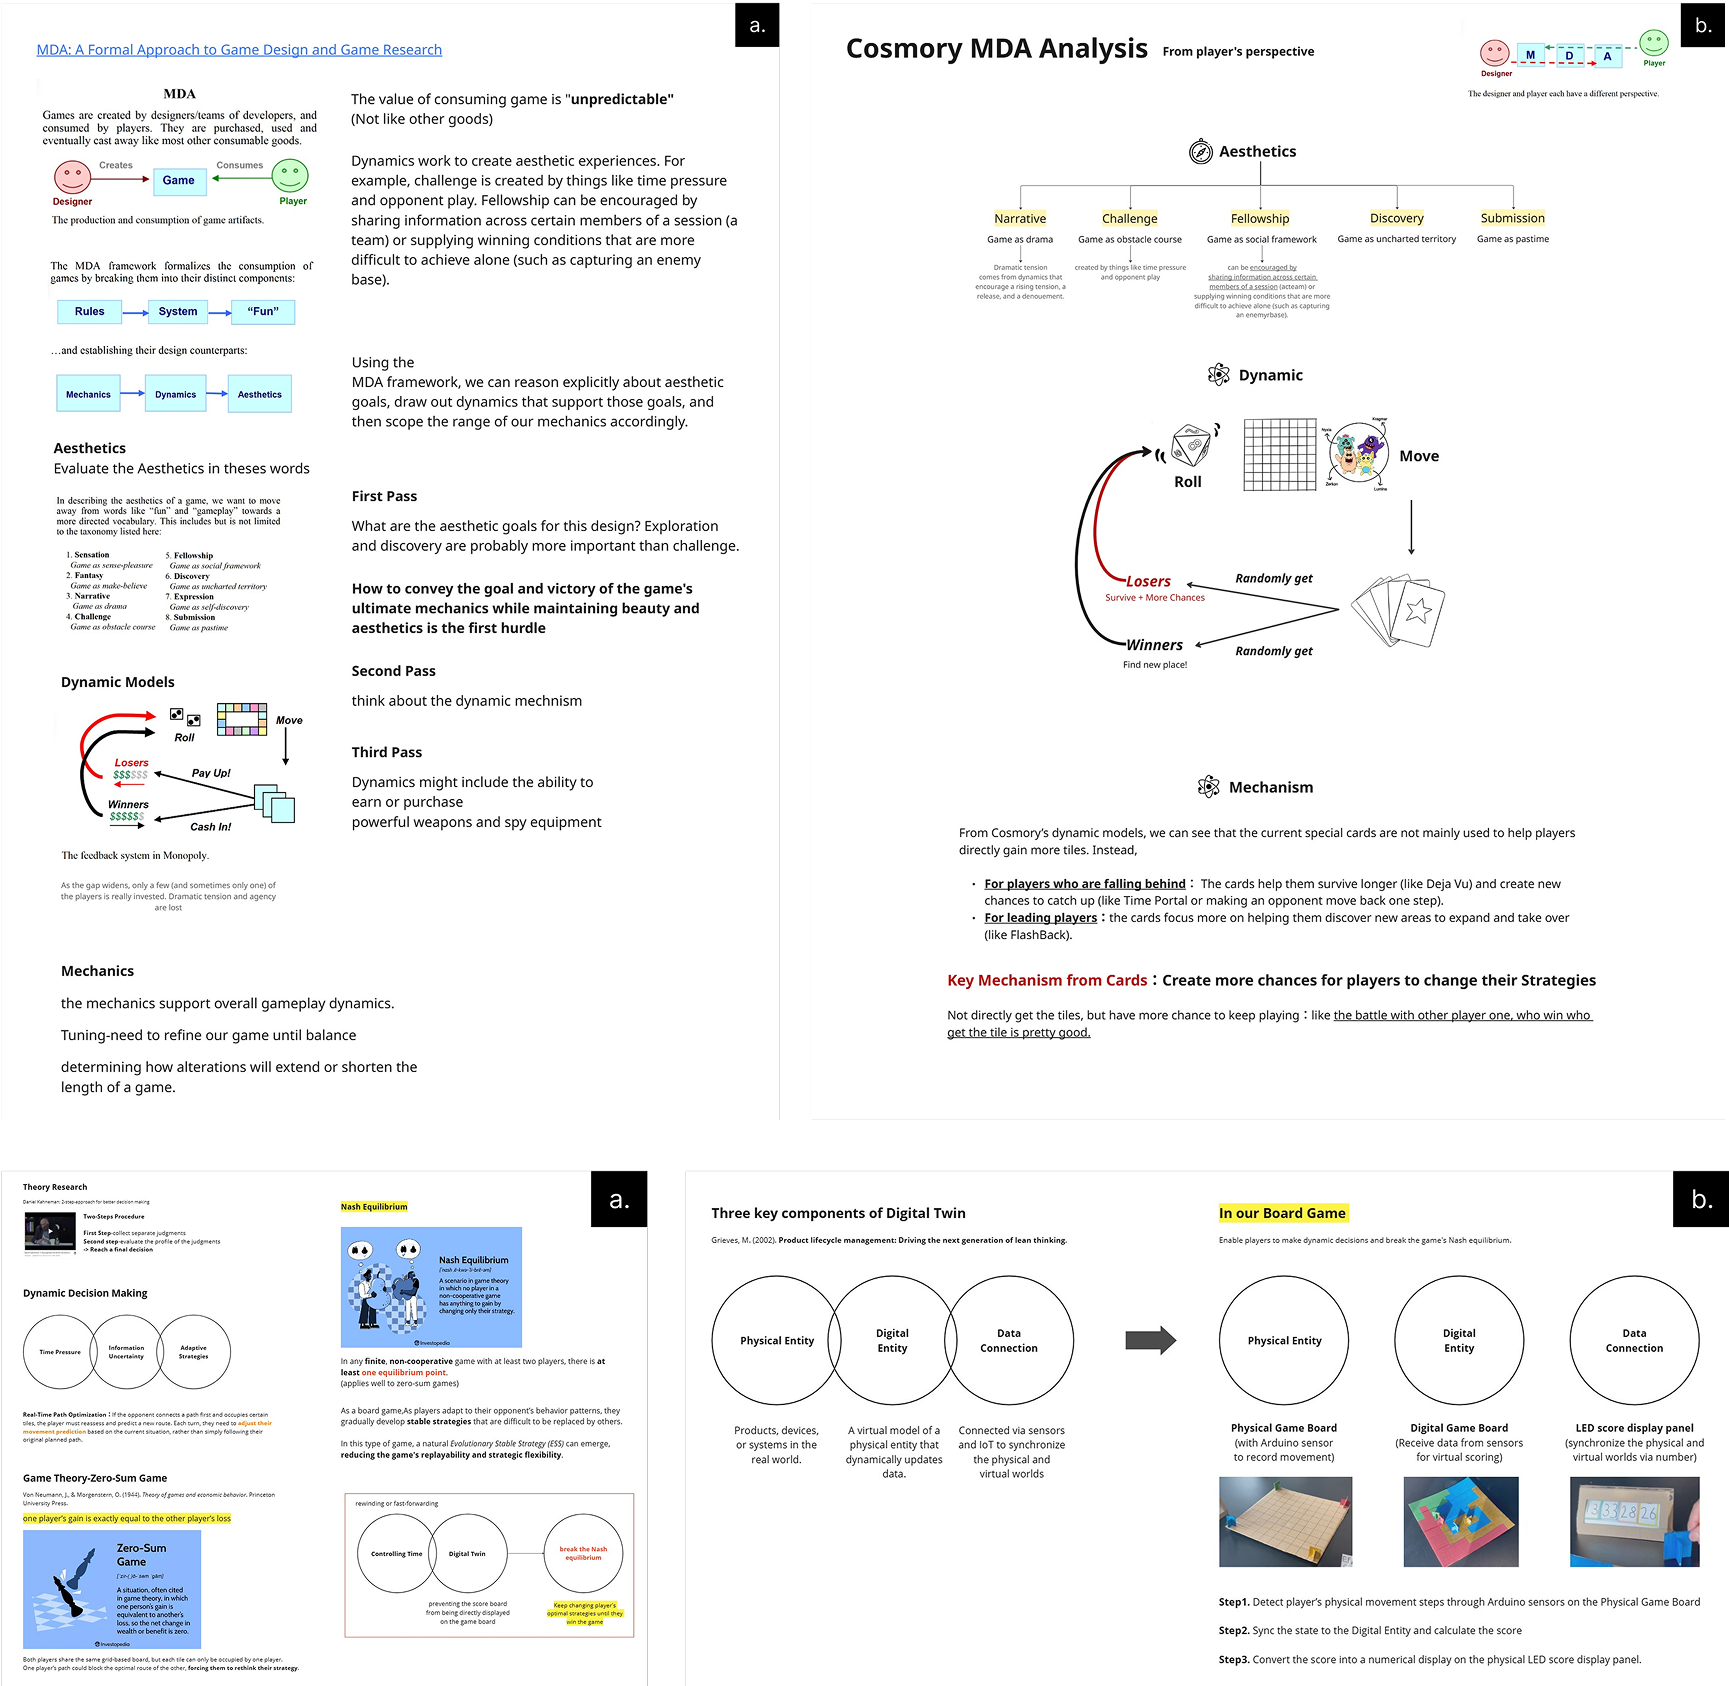 a.
MDA: A Formal Approach to Game Design and Game Research
MDA
Games are created by designers/teams of developers, and
consumed by players. They are purchased, used and
eventually cast away like most other consumable goods.
Creates
Consumes
Game
Designer
Player
The production and consumption of game artifacts.
The MDA framework formalizes the consumption of
games by breaking them into their distinct components:
Rules
System
“Fun”
…and establishing their design counterparts:
Mechanics
Dynamics
Aesthetics
Aesthetics
Evaluate the Aesthetics in theses words
In describing the aesthetics of a game, we want to move
away from words like “fun” and “gameplay” towards a
more directed vocabulary. This includes but is not limited
to the taxonomy listed here:
1. Sensation
Game as sense-pleasure
2. Fantasy
Game as make-believe
3. Narrative
Game as drama
4. Challenge
Game as obstacle course
5. Fellowship
Game as social framework
6. Discovery
Game as uncharted territory
7. Expression
Game as self-discovery
8. Submission
Game as pastime
Dynamic Models
Roll
Move
Losers
$$$$$$
Pay Up!
Winners
$$$$$$
Cash In!
The feedback system in Monopoly.
As the gap widens, only a few (and sometimes only one) of
the players is really invested. Dramatic tension and agency
are lost
Mechanics
the mechanics support overall gameplay dynamics.
Tuning-need to refine our game until balance
determining how alterations will extend or shorten the
length of a game.
The value of consuming game is "unpredictable"
(Not like other goods)
Dynamics work to create aesthetic experiences. For
example, challenge is created by things like time pressure
and opponent play. Fellowship can be encouraged by
sharing information across certain members of a session (a
team) or supplying winning conditions that are more
difficult to achieve alone (such as capturing an enemy
base).
Using the
MDA framework, we can reason explicitly about aesthetic
goals, draw out dynamics that support those goals, and
then scope the range of our mechanics accordingly.
First Pass
What are the aesthetic goals for this design? Exploration
and discovery are probably more important than challenge.
How to convey the goal and victory of the game's
ultimate mechanics while maintaining beauty and
aesthetics is the first hurdle
Second Pass
think about the dynamic mechnism
Third Pass
Dynamics might include the ability to
earn or purchase
powerful weapons and spy equipment
b.
Cosmory MDA Analysis
From player's perspective
M
D
A
Designer
Player
The designer and player each have a different perspective.
Aesthetics
Narrative
Game as drama
Dramatic tension
comes from dynamics that
encourage a rising tension, a
release, and a denouement.
Challenge
Game as obstacle course
created by things like time pressure
and opponent play
Fellowship
Game as social framework
can be encouraged by
sharing information across certain
members of a session (acteam) or
supplying winning conditions that are more
difficult to achieve alone (such as capturing
an enemyrbase).
Discovery
Game as uncharted territory
Submission
Game as pastime
Dynamic
Roll
Kragmar
Nyxis
Zarkon
Lumina
Move
Losers
Survive + More Chances
Randomly get
Winners
Find new place!
Randomly get
Mechanism
From Cosmory’s dynamic models, we can see that the current special cards are not mainly used to help players
directly gain more tiles. Instead,
• For players who are falling behind： The cards help them survive longer (like Deja Vu) and create new
chances to catch up (like Time Portal or making an opponent move back one step).
• For leading players：the cards focus more on helping them discover new areas to expand and take over
(like FlashBack).
Key Mechanism from Cards：Create more chances for players to change their Strategies
Not directly get the tiles, but have more chance to keep playing：like the battle with other player one, who win who
get the tile is pretty good.
a.
Theory Research
Daniel Kahneman: 2-step approach for better decision making
Two-Steps Procedure
First Step-collect separate judgments
Second step-evaluate the profile of the judgments
-> Reach a final decision
Dynamic Decision Making
Time Pressure
Information
Uncertainty
Adaptive
Strategies
Real-Time Path Optimization：If the opponent connects a path first and occupies certain
tiles, the player must reassess and predict a new route. Each turn, they need to adjust their
movement prediction based on the current situation, rather than simply following their
original planned path.
Game Theory-Zero-Sum Game
Von Neumann, J., & Morgenstern, O. (1944). Theory of games and economic behavior. Princeton
University Press.
one player's gain is exactly equal to the other player's loss
Zero-Sum
Game
A situation, often cited
in game theory, in which
one person's gain is
equivalent to another's
loss, so the net change in
wealth or benefit is zero.
Investopedia
Both players share the same grid-based board, but each tile can only be occupied by one player.
One player's path could block the optimal route of the other, forcing them to rethink their strategy.
Nash Equilibrium
Nash Equilibrium
A scenario in game theory
in which no player in a
non-cooperative game
has anything to gain by
changing only their strategy.
Investopedia
In any finite, non-cooperative game with at least two players, there is at
least one equilibrium point.
(applies well to zero-sum games)
As a board game,As players adapt to their opponent's behavior patterns, they
gradually develop stable strategies that are difficult to be replaced by others.
In this type of game, a natural Evolutionary Stable Strategy (ESS) can emerge,
reducing the game's replayability and strategic flexibility.
rewinding or fast-forwarding
Controlling Time
Digital Twin
break the Nash
equilibrium
preventing the score board
from being directly displayed
on the game board
Keep changing player's
optimal strategies until they
win the game
b.
Three key components of Digital Twin
Grieves, M. (2002). Product lifecycle management: Driving the next generation of lean thinking.
Physical Entity
Digital
Entity
Data
Connection
Products, devices,
or systems in the
real world.
A virtual model of a
physical entity that
dynamically updates
data.
Connected via sensors
and IoT to synchronize
the physical and
virtual worlds
In our Board Game
Enable players to make dynamic decisions and break the game's Nash equilibrium.
Physical Entity
Digital
Entity
Data
Connection
Physical Game Board
(with Arduino sensor
to record movement)
Digital Game Board
(Receive data from sensors
for virtual scoring)
LED score display panel
(synchronize the physical and
virtual worlds via number)
3 33 28 26
Step1. Detect player’s physical movement steps through Arduino sensors on the Physical Game Board
Step2. Sync the state to the Digital Entity and calculate the score
Step3. Convert the score into a numerical display on the physical LED score display panel.